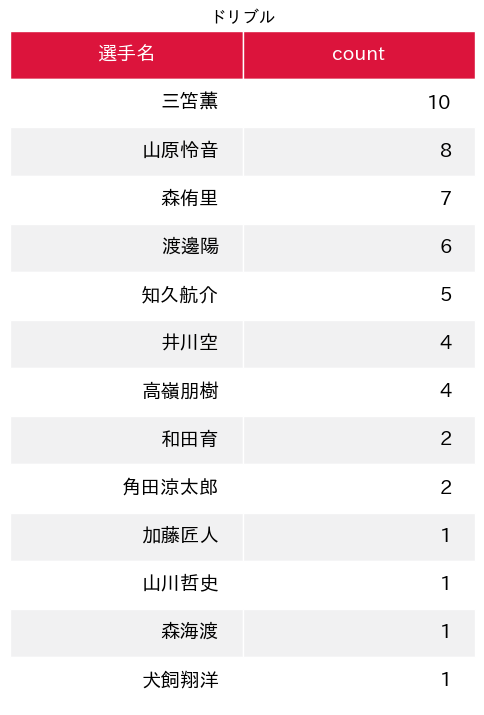 ドリブル
選手名 count
三笘薫 10
山原怜音 8
森侑里 7
渡邊陽 6
知久航介 5
井川空 4
高嶺朋樹 4
和田育 2
角田涼太郎 2
加藤匠人 1
山川哲史 1
森海渡 1
犬飼翔洋 1